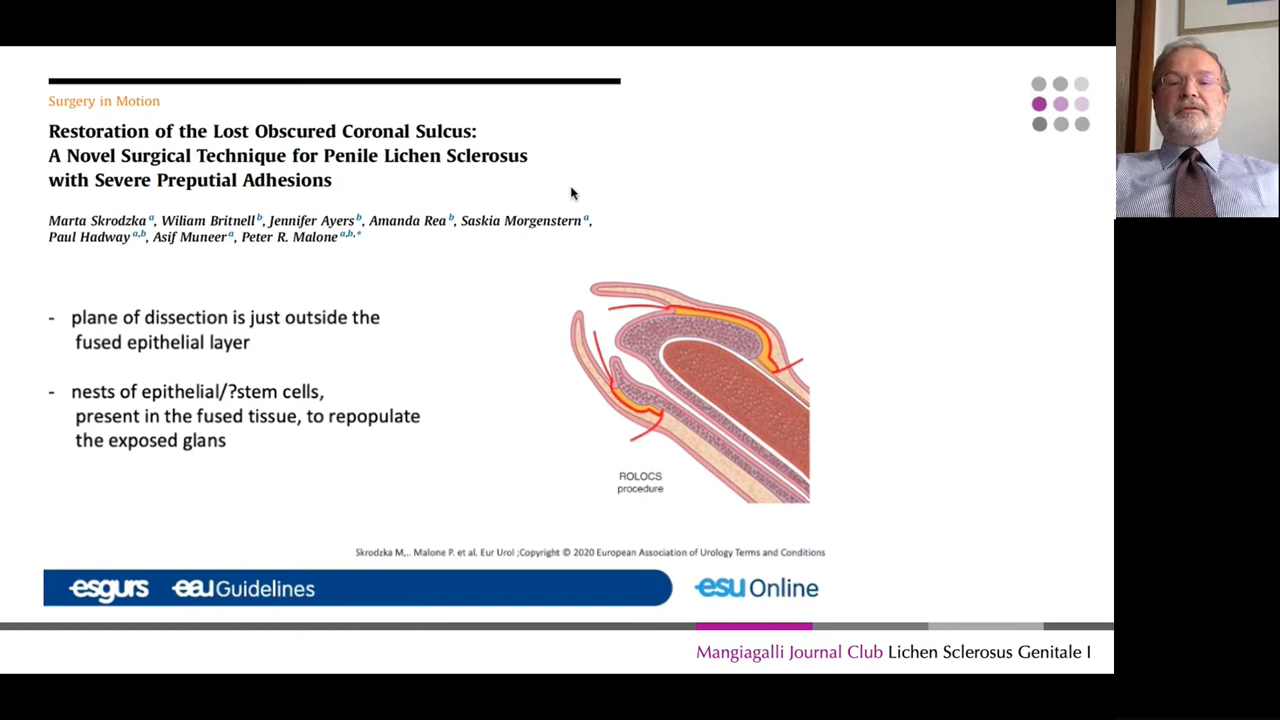 Surgery in Motion
Restoration of the Lost Obscured Coronal Sulcus:
A Novel Surgical Technique for Penile Lichen Sclerosus
with Severe Preputial Adhesions
Marta Skrodzka a, Wiliam Britnell b, Jennifer Ayers b, Amanda Rea b, Saskia Morgenstern a,
Paul Hadway a,b, Asif Muneer a, Peter R. Malone a,b,*
- plane of dissection is just outside the
fused epithelial layer
- nests of epithelial/?stem cells,
present in the fused tissue, to repopulate
the exposed glans
ROLOCS
procedure
Skrodzka M,.. Malone P. et al. Eur Urol ;Copyright © 2020 European Association of Urology Terms and Conditions
esgurs eau Guidelines esu Online
Mangiagalli Journal Club Lichen Sclerosus Genitale I